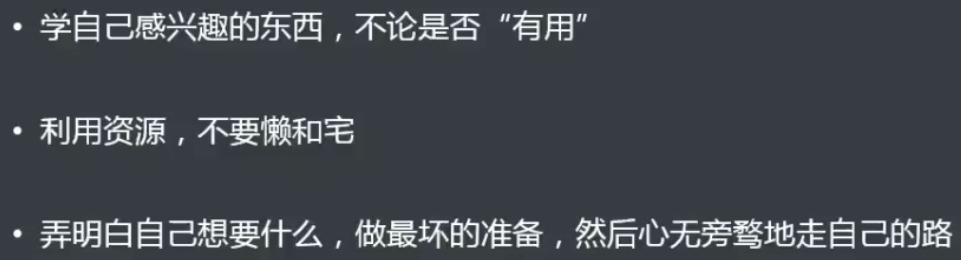 • 学自己感兴趣的东西，不论是否“有用”
• 利用资源，不要懒和宅
• 弄明白自己想要什么，做最坏的准备，然后心无旁骛地走自己的路